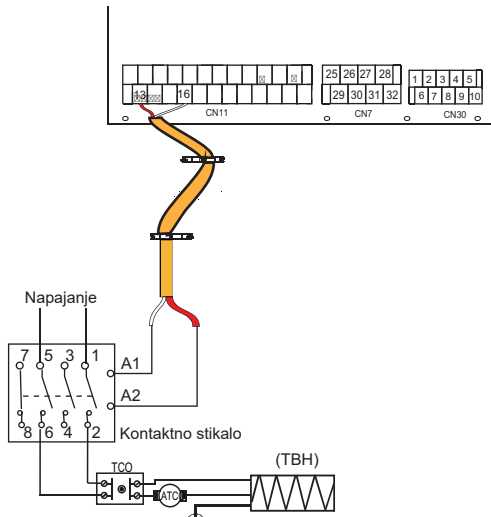 25 26 27 28
1 2 3 4 5
13 16
29 30 31 32
6 7 8 9 10
CN11
CN7
CN30
Napajanje
7 5 3 1
A1
A2
8 6 4 2
Kontaktno stikalo
TCO
(TBH)
ATC